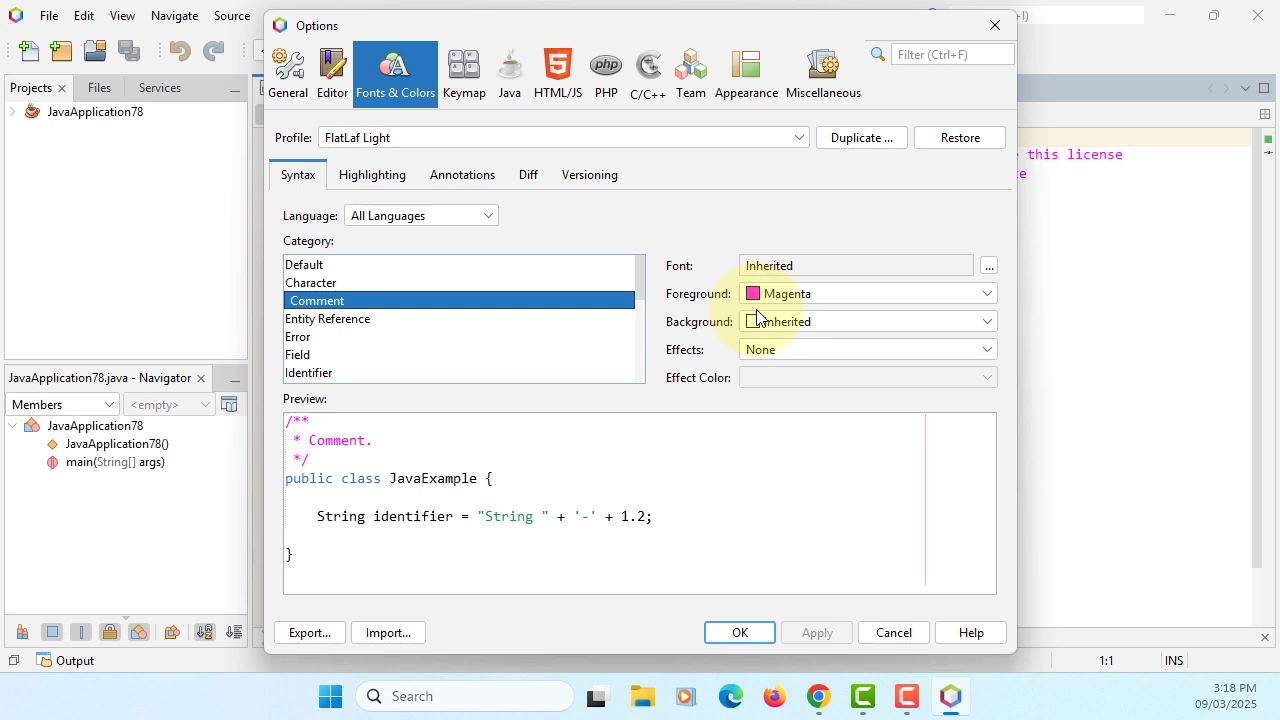 File Edit View Navigate Source
+I)
Options
General Editor Fonts & Colors Keymap Java HTML/JS PHP C/C++ Team Appearance Miscellaneous
Filter (Ctrl+F)
Projects Files Services
JavaApplication78
Profile: FlatLaf Light Duplicate ... Restore
this license
Syntax Highlighting Annotations Diff Versioning
Language: All Languages
Category:
Default
Character
Comment
Entity Reference
Error
Field
Identifier
Font: Inherited ...
Foreground: Magenta
Background: Inherited
Effects: None
Effect Color:
Preview:
/**
* Comment.
*/
public class JavaExample {
String identifier = "String " + '-' + 1.2;
}
JavaApplication78.java - Navigator
Members <empty>
JavaApplication78
JavaApplication78()
main(String[] args)
Export... Import... OK Apply Cancel Help
Output
1:1 INS
Search
php
3:18 PM
09/03/2025